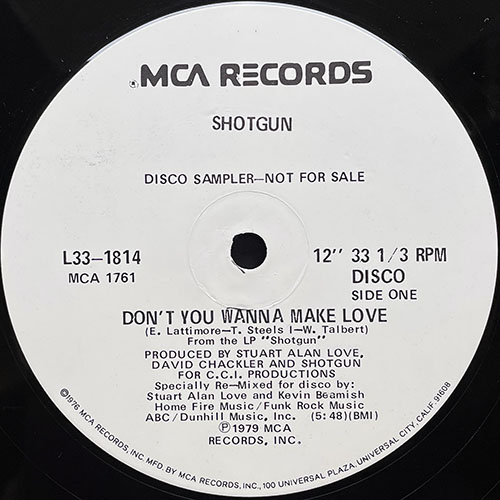 MCA RECORDS
SHOTGUN
DISCO SAMPLER—NOT FOR SALE
L33-1814
MCA 1761
12'' 33 1/3 RPM
DISCO
SIDE ONE
DON'T YOU WANNA MAKE LOVE
(E. Lattimore—T. Steels I—W. Talbert)
From the LP "Shotgun"
PRODUCED BY STUART ALAN LOVE,
DAVID CHACKLER AND SHOTGUN
FOR C.C.I. PRODUCTIONS
Specially Re-Mixed for disco by:
Stuart Alan Love and Kevin Beamish
Home Fire Music/Funk Rock Music
ABC/Dunhill Music, Inc. (5:48)(BMI)
Ⓟ1979 MCA
RECORDS, INC.
©1976 MCA RECORDS, INC. MFD. BY MCA RECORDS, INC., 100 UNIVERSAL PLAZA, UNIVERSAL CITY, CALIF. 91608